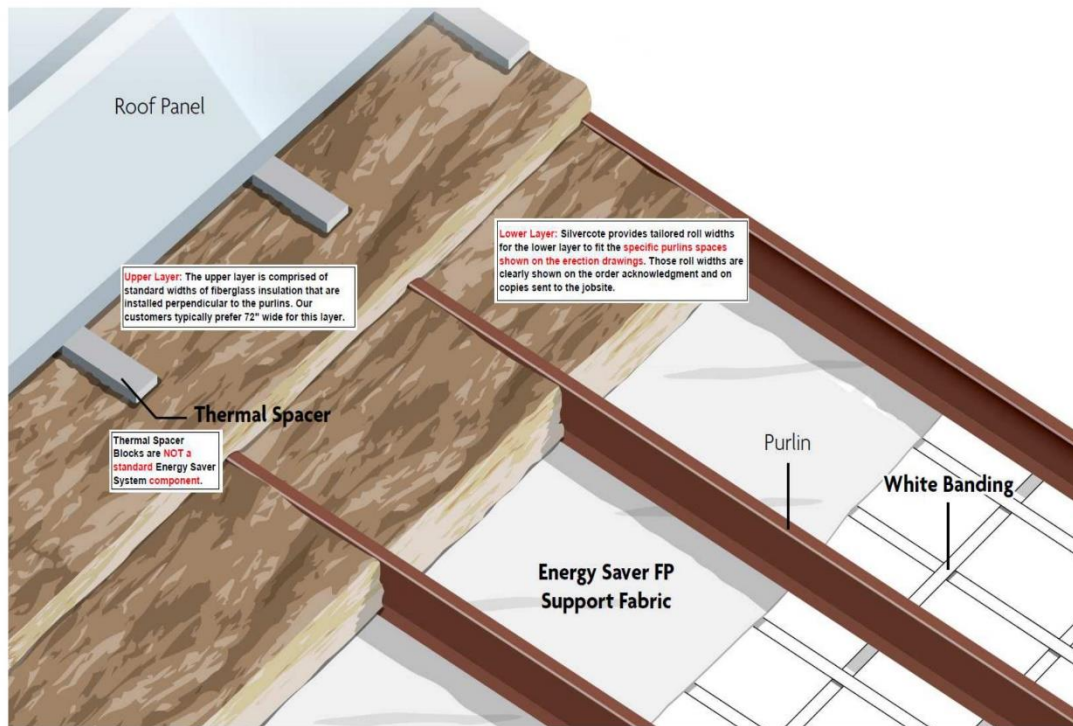 Roof Panel
Lower Layer: Silvercote provides tailored roll widths
for the lower layer to fit the specific purlins spaces
shown on the erection drawings. Those roll widths are
clearly shown on the order acknowledgment and on
copies sent to the jobsite.
Upper Layer: The upper layer is comprised of
standard widths of fiberglass insulation that are
installed perpendicular to the purlins. Our
customers typically prefer 72" wide for this layer.
Thermal Spacer
Thermal Spacer
Blocks are NOT a
standard Energy Saver
System component.
Purlin
White Banding
Energy Saver FP
Support Fabric